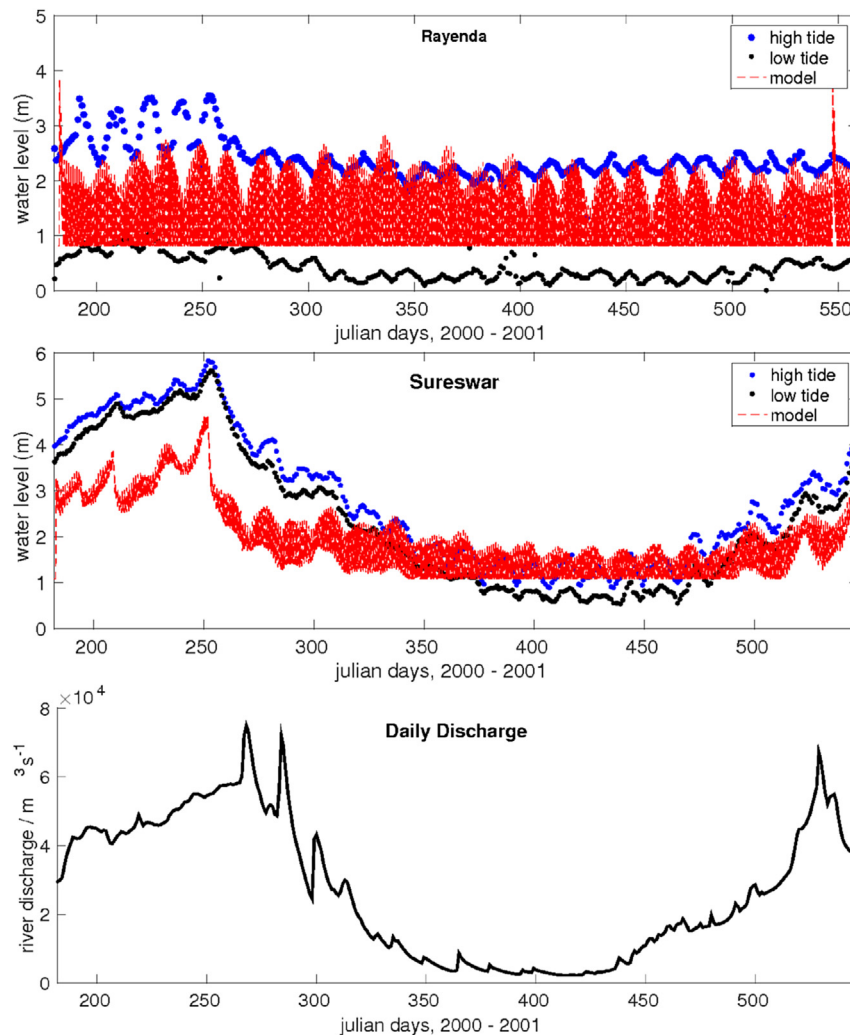 5
4
3
2
1
0
water level (m)
Rayenda
high tide
low tide
model
200 250 300 350 400 450 500 550
julian days, 2000 - 2001
6
5
4
3
2
1
0
water level (m)
Sureswar
high tide
low tide
model
200 250 300 350 400 450 500
julian days, 2000 - 2001
×10⁴
8
6
4
2
0
river discharge / m ³s⁻¹
Daily Discharge
200 250 300 350 400 450 500
julian days, 2000 - 2001